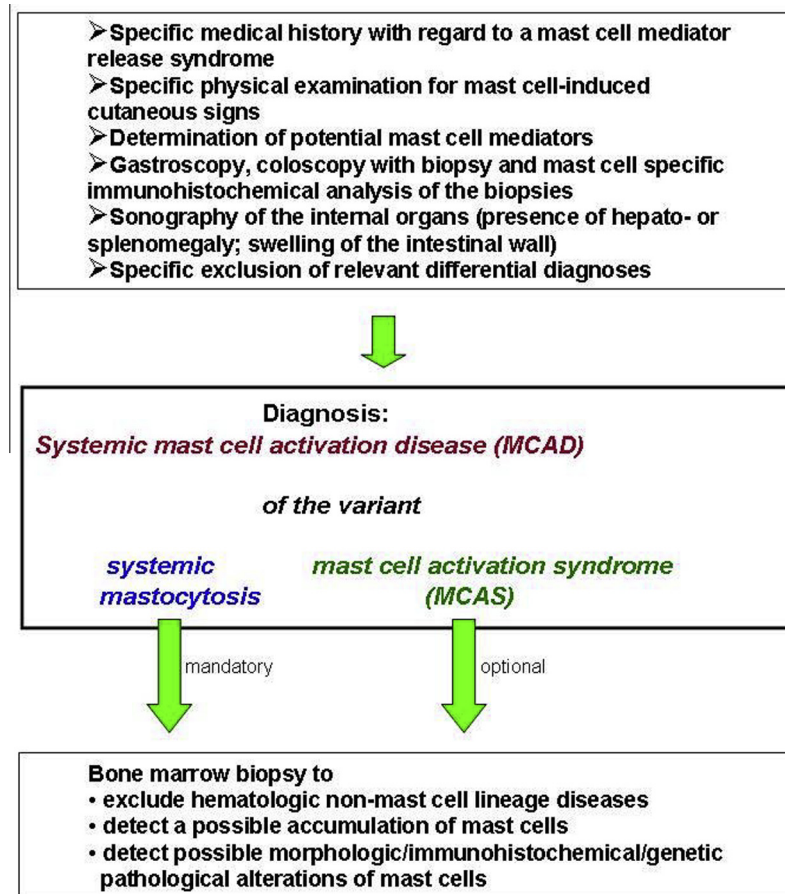 ➢Specific medical history with regard to a mast cell mediator
release syndrome
➢Specific physical examination for mast cell-induced
cutaneous signs
➢Determination of potential mast cell mediators
➢Gastroscopy, coloscopy with biopsy and mast cell specific
immunohistochemical analysis of the biopsies
➢Sonography of the internal organs (presence of hepato- or
splenomegaly; swelling of the intestinal wall)
➢Specific exclusion of relevant differential diagnoses
Diagnosis:
Systemic mast cell activation disease (MCAD)
of the variant
systemic
mastocytosis
mast cell activation syndrome
(MCAS)
mandatory
optional
Bone marrow biopsy to
• exclude hematologic non-mast cell lineage diseases
• detect a possible accumulation of mast cells
• detect possible morphologic/immunohistochemical/genetic
pathological alterations of mast cells